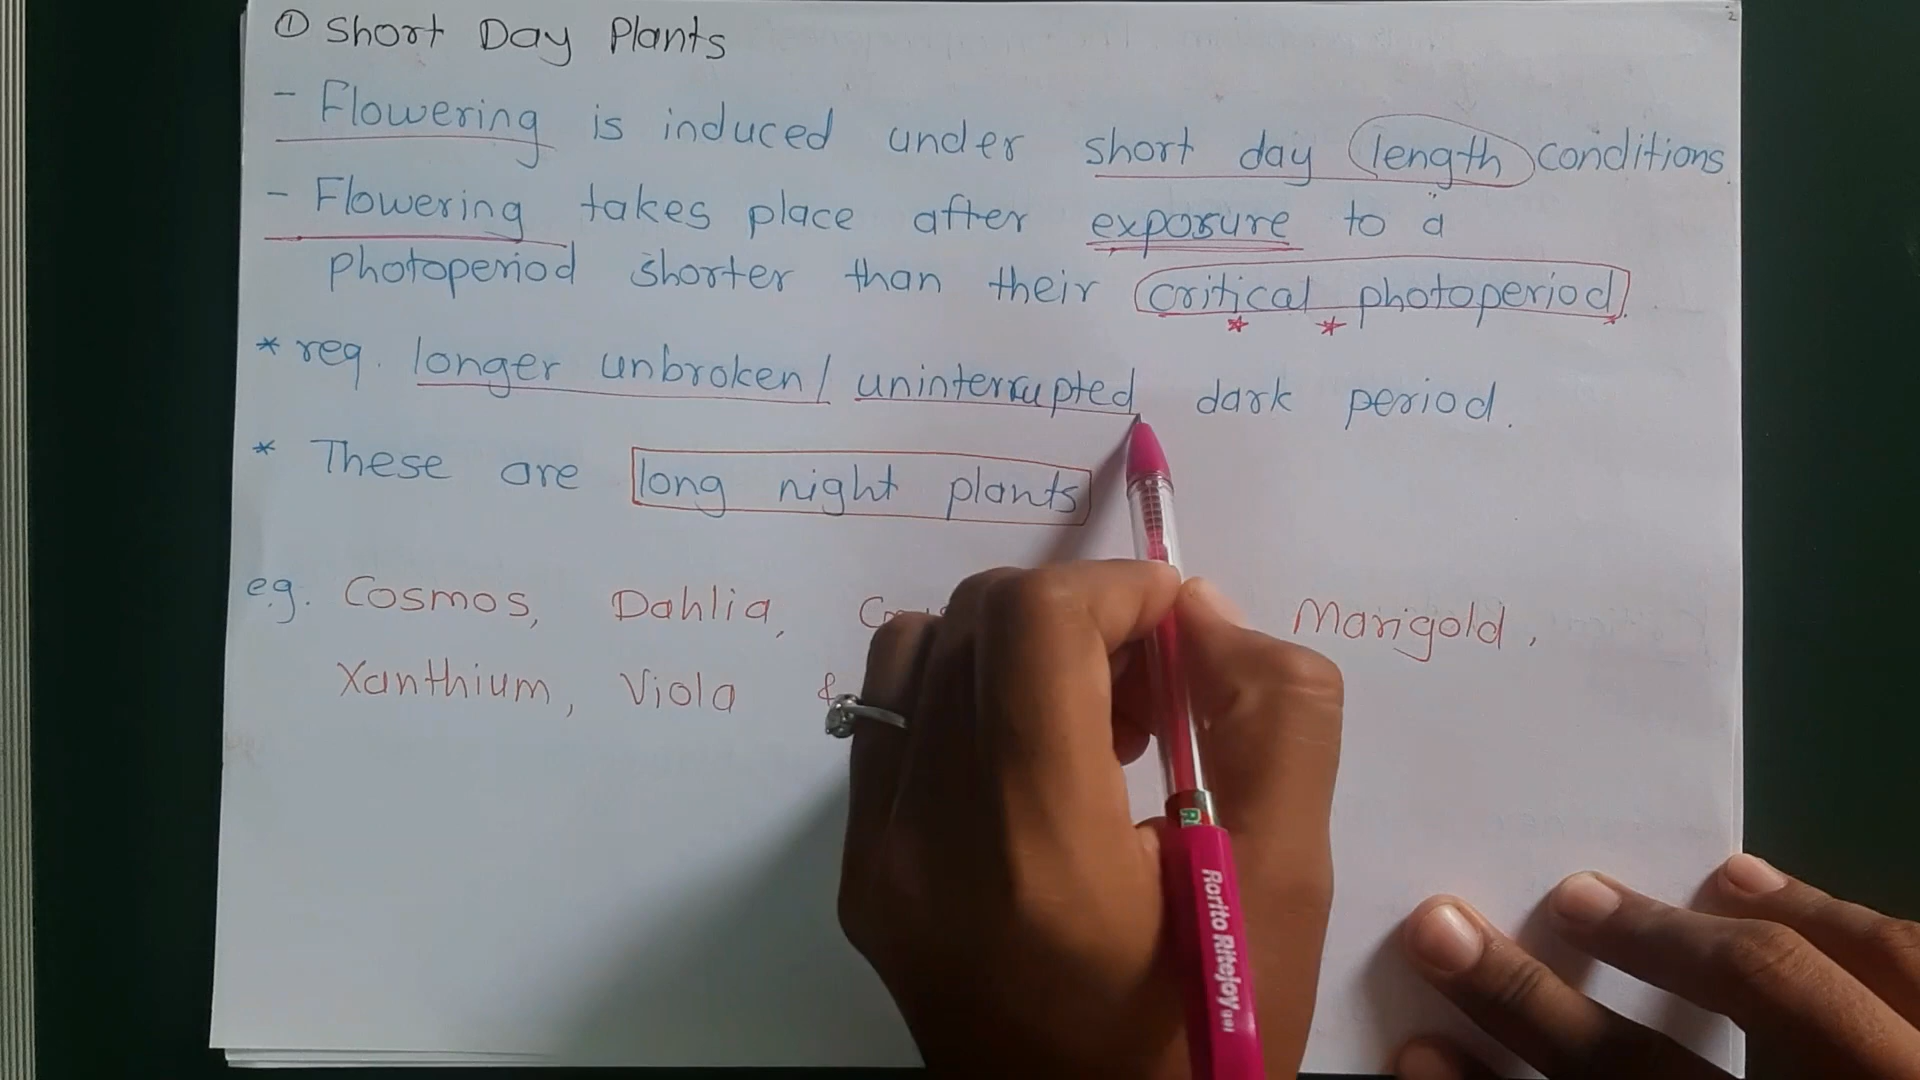 ① Short Day Plants
- Flowering is induced under short day length conditions.
- Flowering takes place after exposure to a
photoperiod shorter than their critical photoperiod.
* req. longer unbroken / uninterrupted dark period.
* These are long night plants
e.g. Cosmos, Dahlia, Marigold,
Xanthium, Viola &
Rorito Ritejoy
2